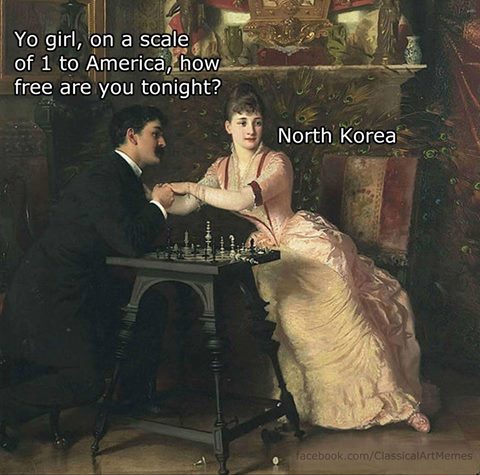 Yo girl, on a scale
of 1 to America, how
free are you tonight?
North Korea
facebook.com/ClassicalArtMemes